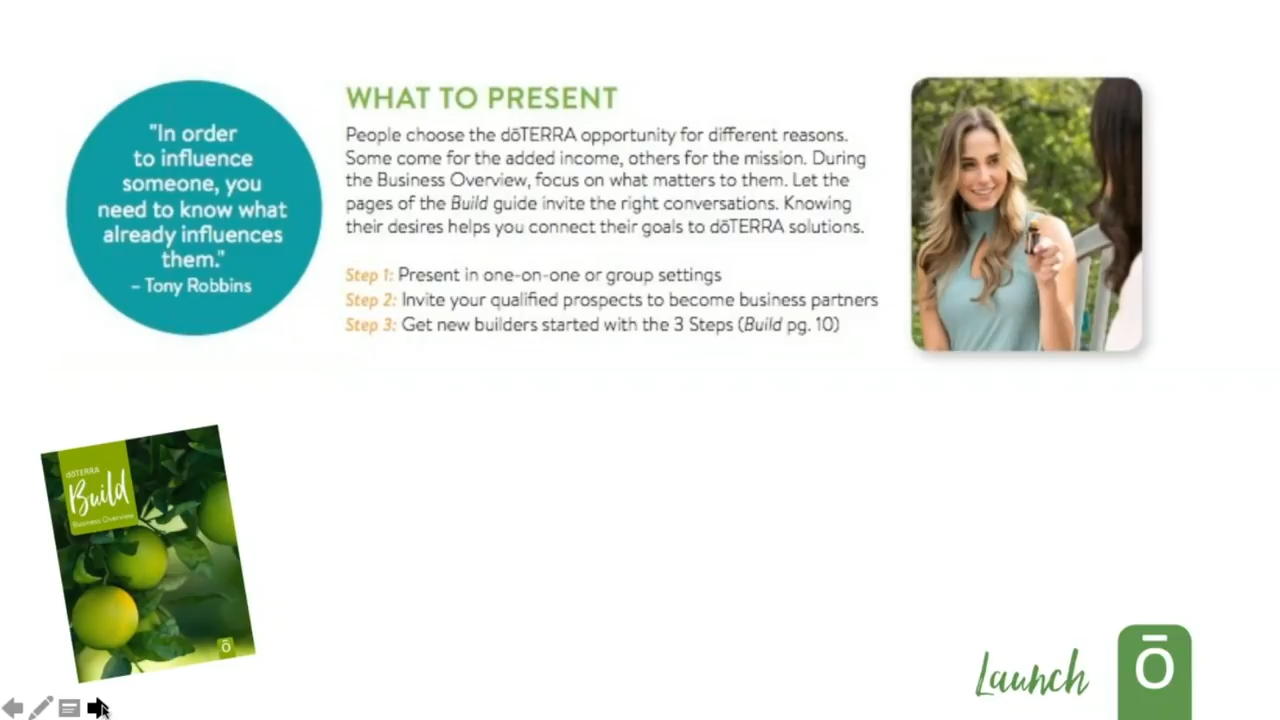 "In order
to influence
someone, you
need to know what
already influences
them."
– Tony Robbins
WHAT TO PRESENT
People choose the dōTERRA opportunity for different reasons.
Some come for the added income, others for the mission. During
the Business Overview, focus on what matters to them. Let the
pages of the Build guide invite the right conversations. Knowing
their desires helps you connect their goals to dōTERRA solutions.
Step 1: Present in one-on-one or group settings
Step 2: Invite your qualified prospects to become business partners
Step 3: Get new builders started with the 3 Steps (Build pg. 10)
dōTERRA
Build
Business Overview
ō
Launch
ō